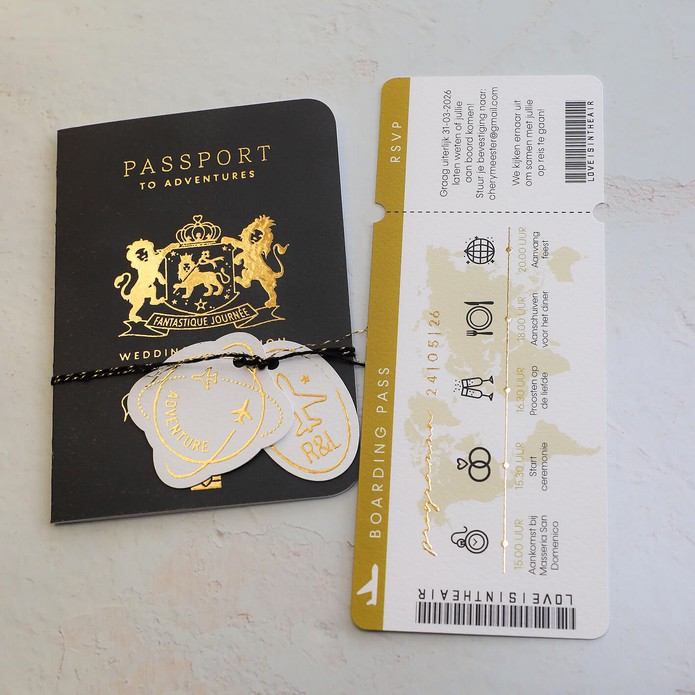 PASSPORT
TO ADVENTURES
FANTASTIQUE JOURNÉE
ADVENTURE
R&L
BOARDING PASS
RSVP
Graag uiterlijk 31-03-2026
laten weten of jullie
aan boord komen!
Stuur je bevestiging naar:
cherymeester@gmail.com
We kijken ernaar uit
om samen met jullie
op reis te gaan!
LOVEISINTHEAIR
programma 24|05|26
15.00 UUR
Aankomst bij
Masseria San
Domenico
15.30 UUR
Start
ceremonie
16.30 UUR
Proosten op
de liefde
18.00 UUR
Aanschuiven
voor het diner
20.00 UUR
Aanvang
feest
LOVEISINTHEAIR